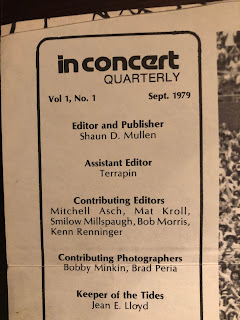 in concert
QUARTERLY
Vol 1, No. 1 Sept. 1979
Editor and Publisher
Shaun D. Mullen
Assistant Editor
Terrapin
Contributing Editors
Mitchell Asch, Mat Kroll,
Smilow Millspaugh, Bob Morris,
Kenn Renninger
Contributing Photographers
Bobby Minkin, Brad Peria
Keeper of the Tides
Jean E. Lloyd